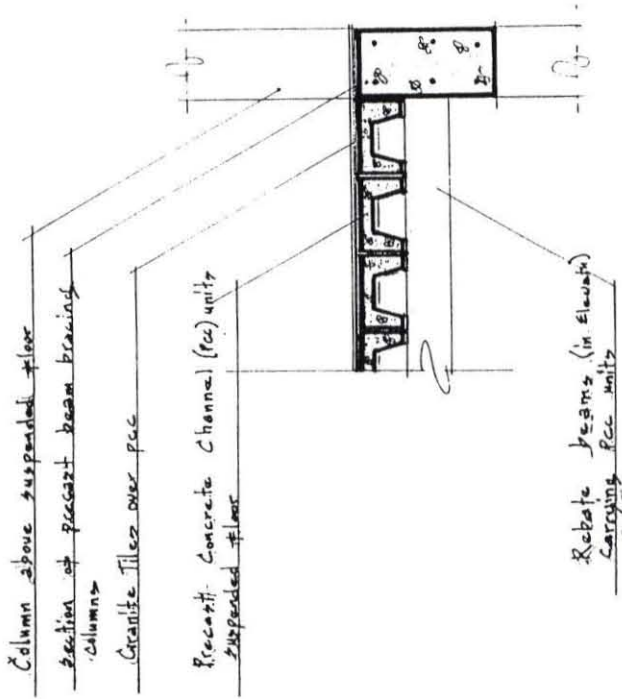 Column above suspended floor
Section of precast beam bracing
columns
Granite Tiles over pcc
Precast Concrete Channel (PCC) units
suspended floor
Rebate beams (in Elevatn)
Carrying PCC units